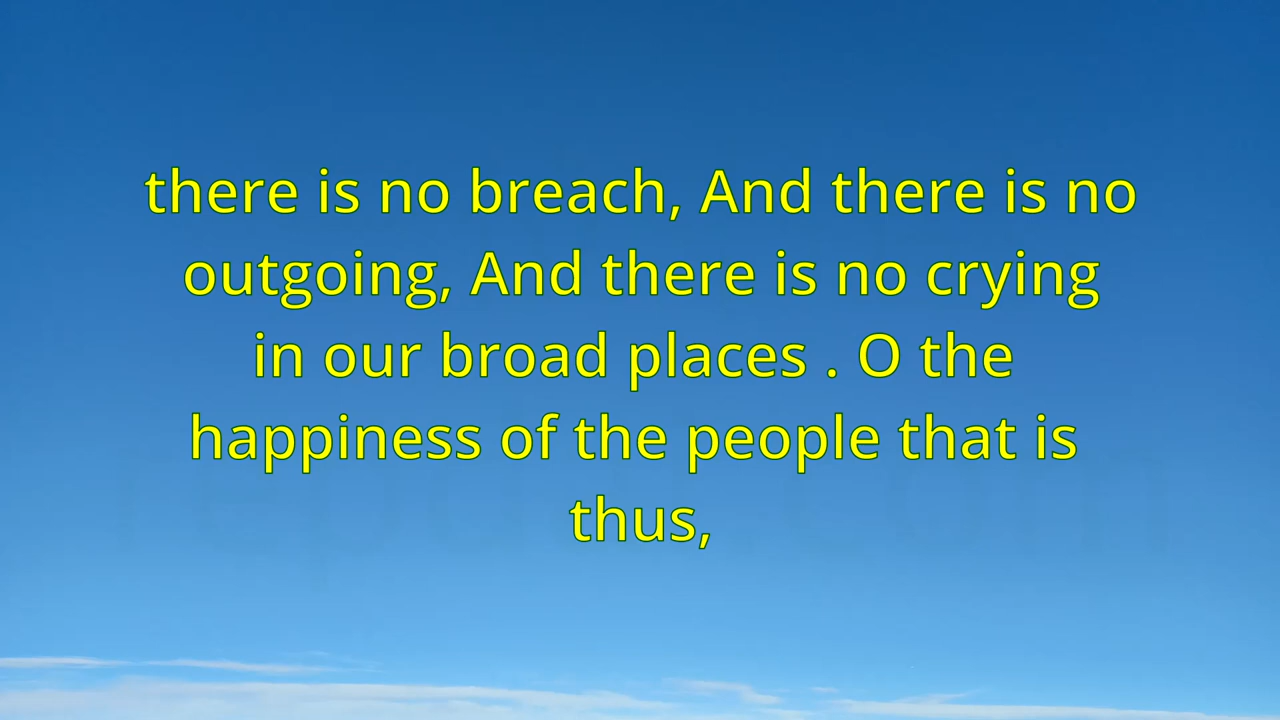 there is no breach, And there is no
outgoing, And there is no crying
in our broad places . O the
happiness of the people that is
thus,